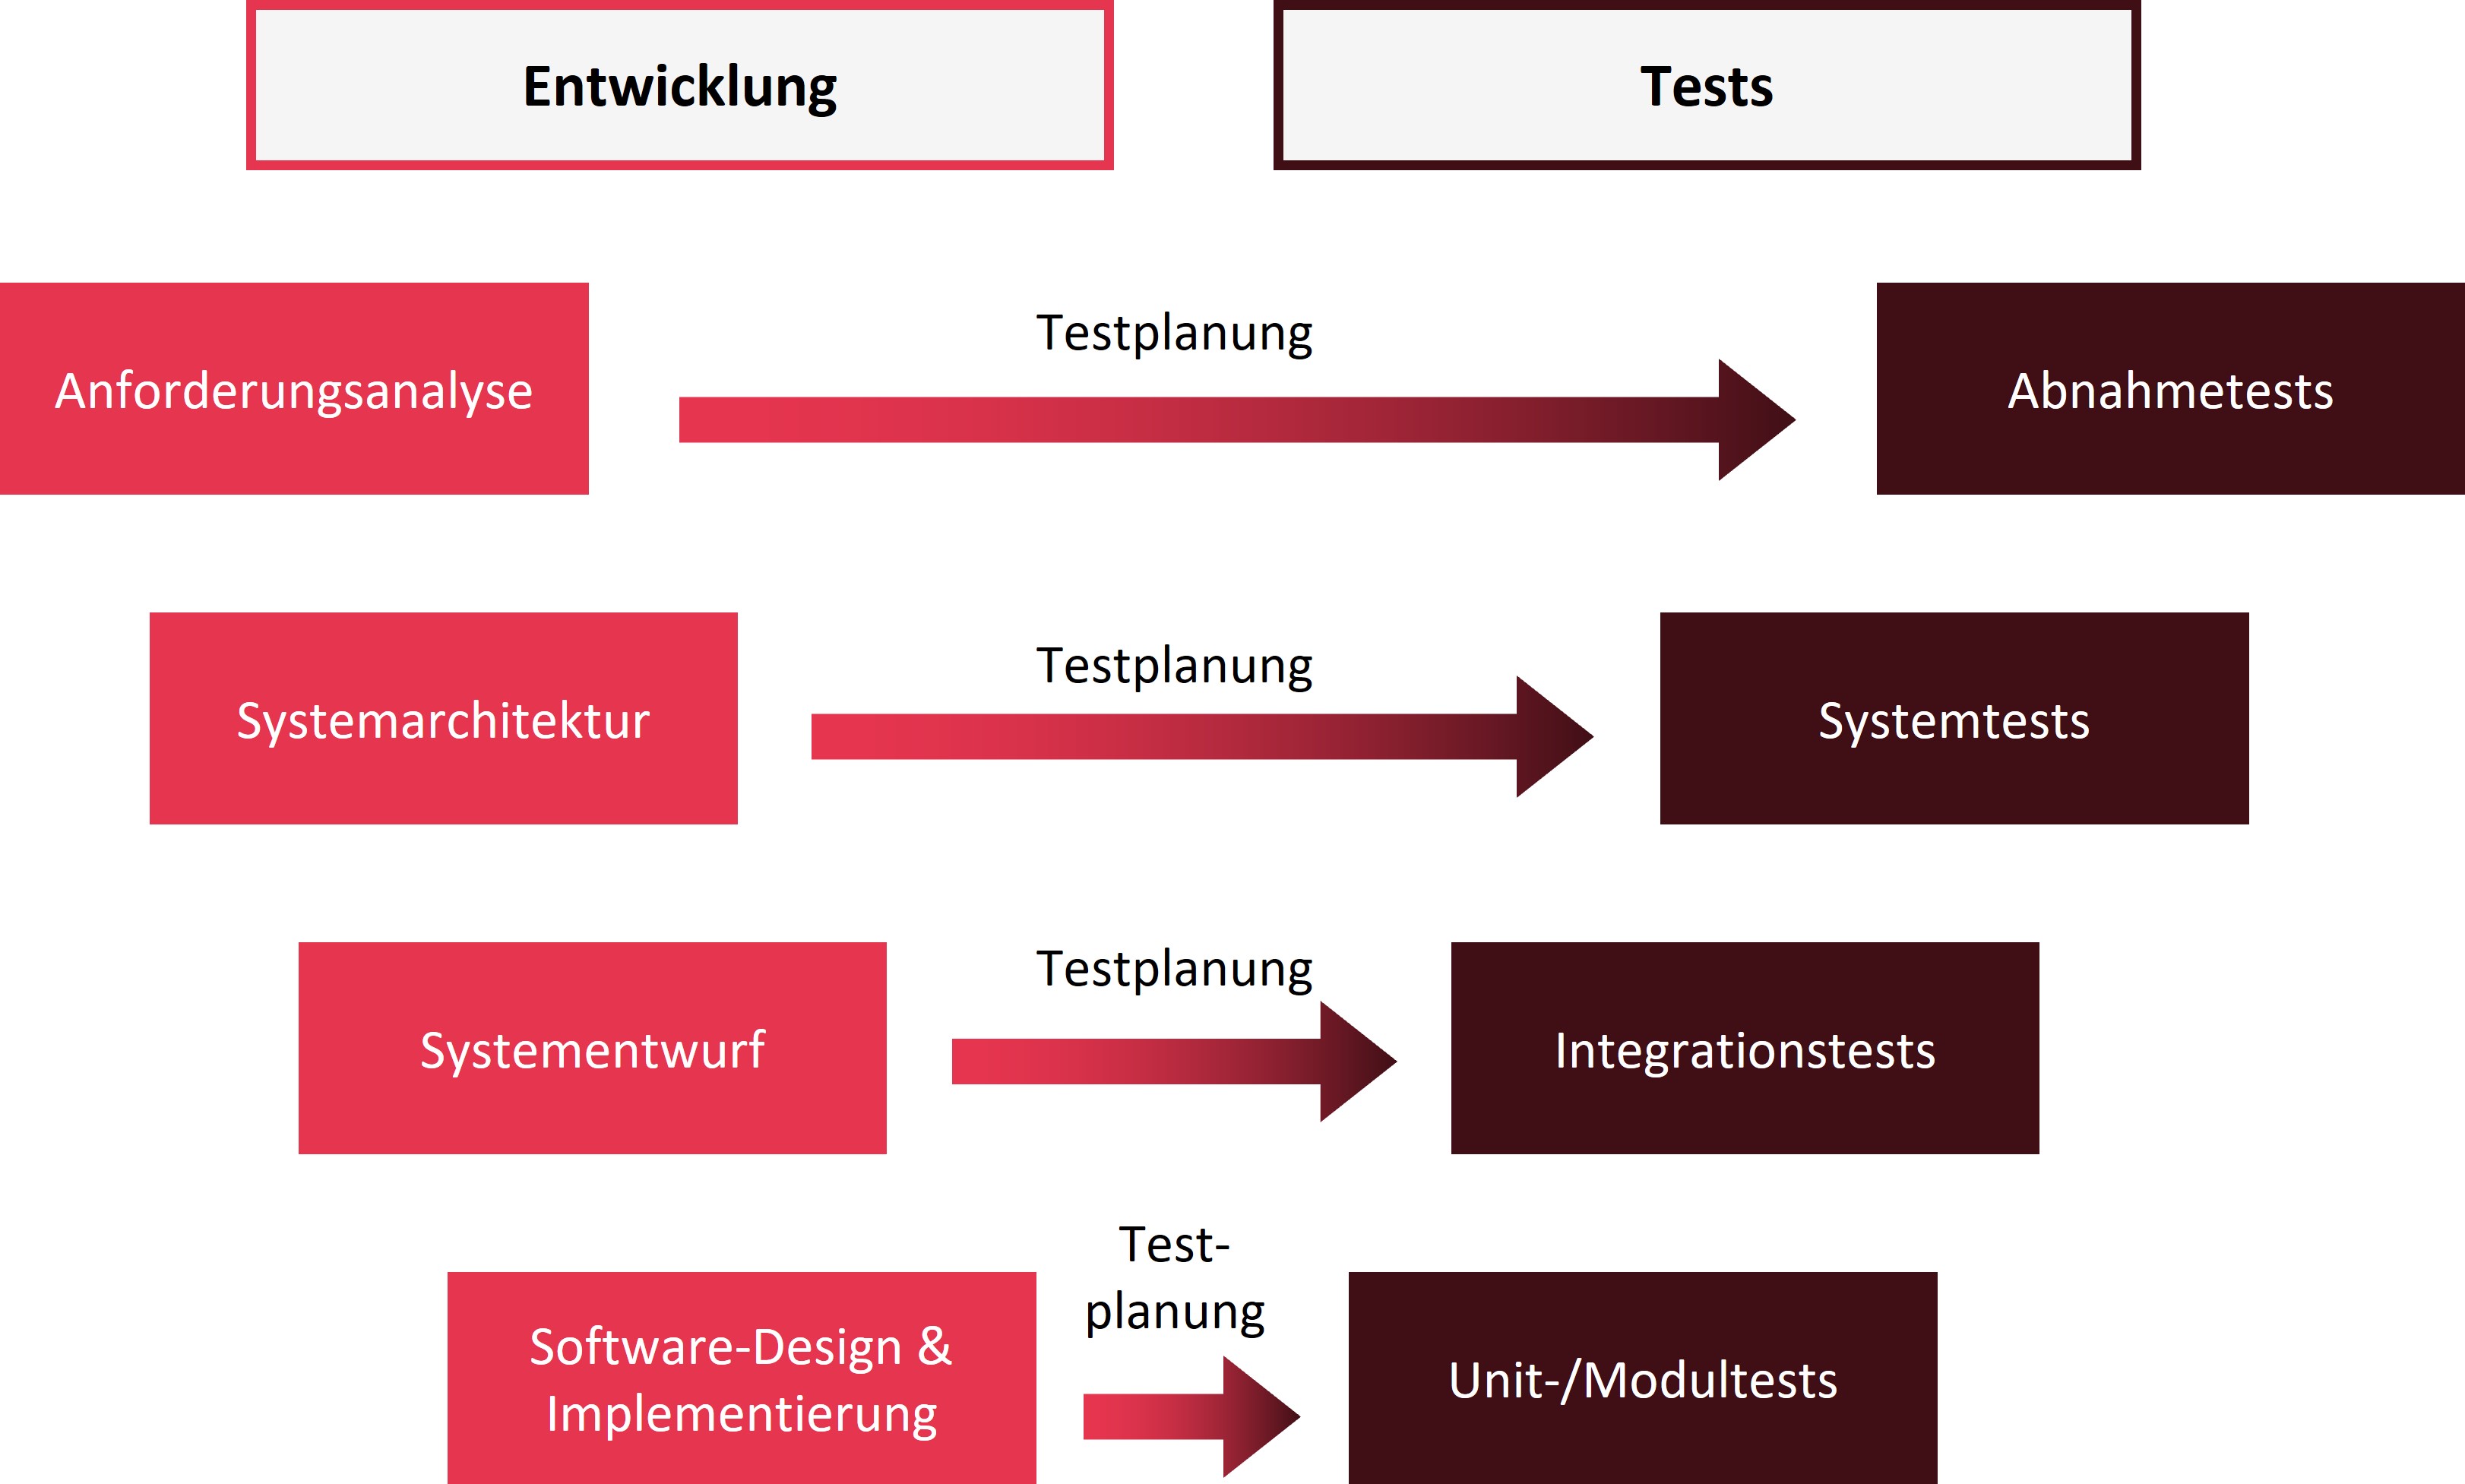 Entwicklung
Tests
Anforderungsanalyse
Testplanung
Abnahmetests
Systemarchitektur
Testplanung
Systemtests
Systementwurf
Testplanung
Integrationstests
Software-Design &
Implementierung
Test-
planung
Unit-/Modultests